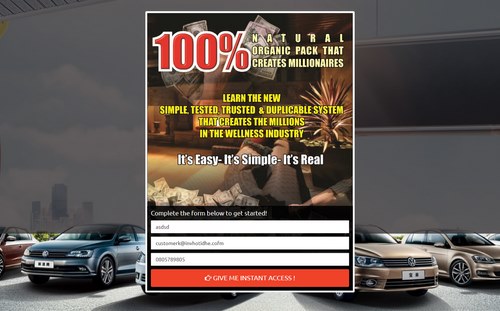 100%
NATURAL
ORGANIC PACK THAT
CREATES MILLIONAIRES
LEARN THE NEW
SIMPLE, TESTED, TRUSTED & DUPLICABLE SYSTEM
THAT CREATES THE MILLIONS
IN THE WELLNESS INDUSTRY
It's Easy- It's Simple- It's Real
Complete the form below to get started!
asdsd
0805789805
GIVE ME INSTANT ACCESS !